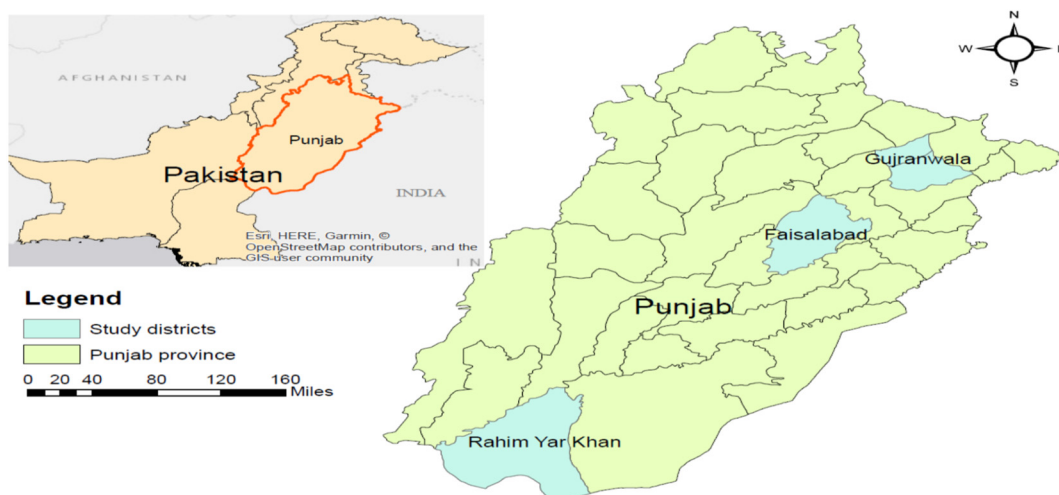 AFGHANISTAN
Punjab
Pakistan
INDIA
Esri, HERE, Garmin, ©
OpenStreetMap contributors, and the
GIS user community
I N
Legend
Study districts
Punjab province
0 20 40 80 120 160
Miles
N
W
S
Gujranwala
Faisalabad
Punjab
Rahim Yar Khan